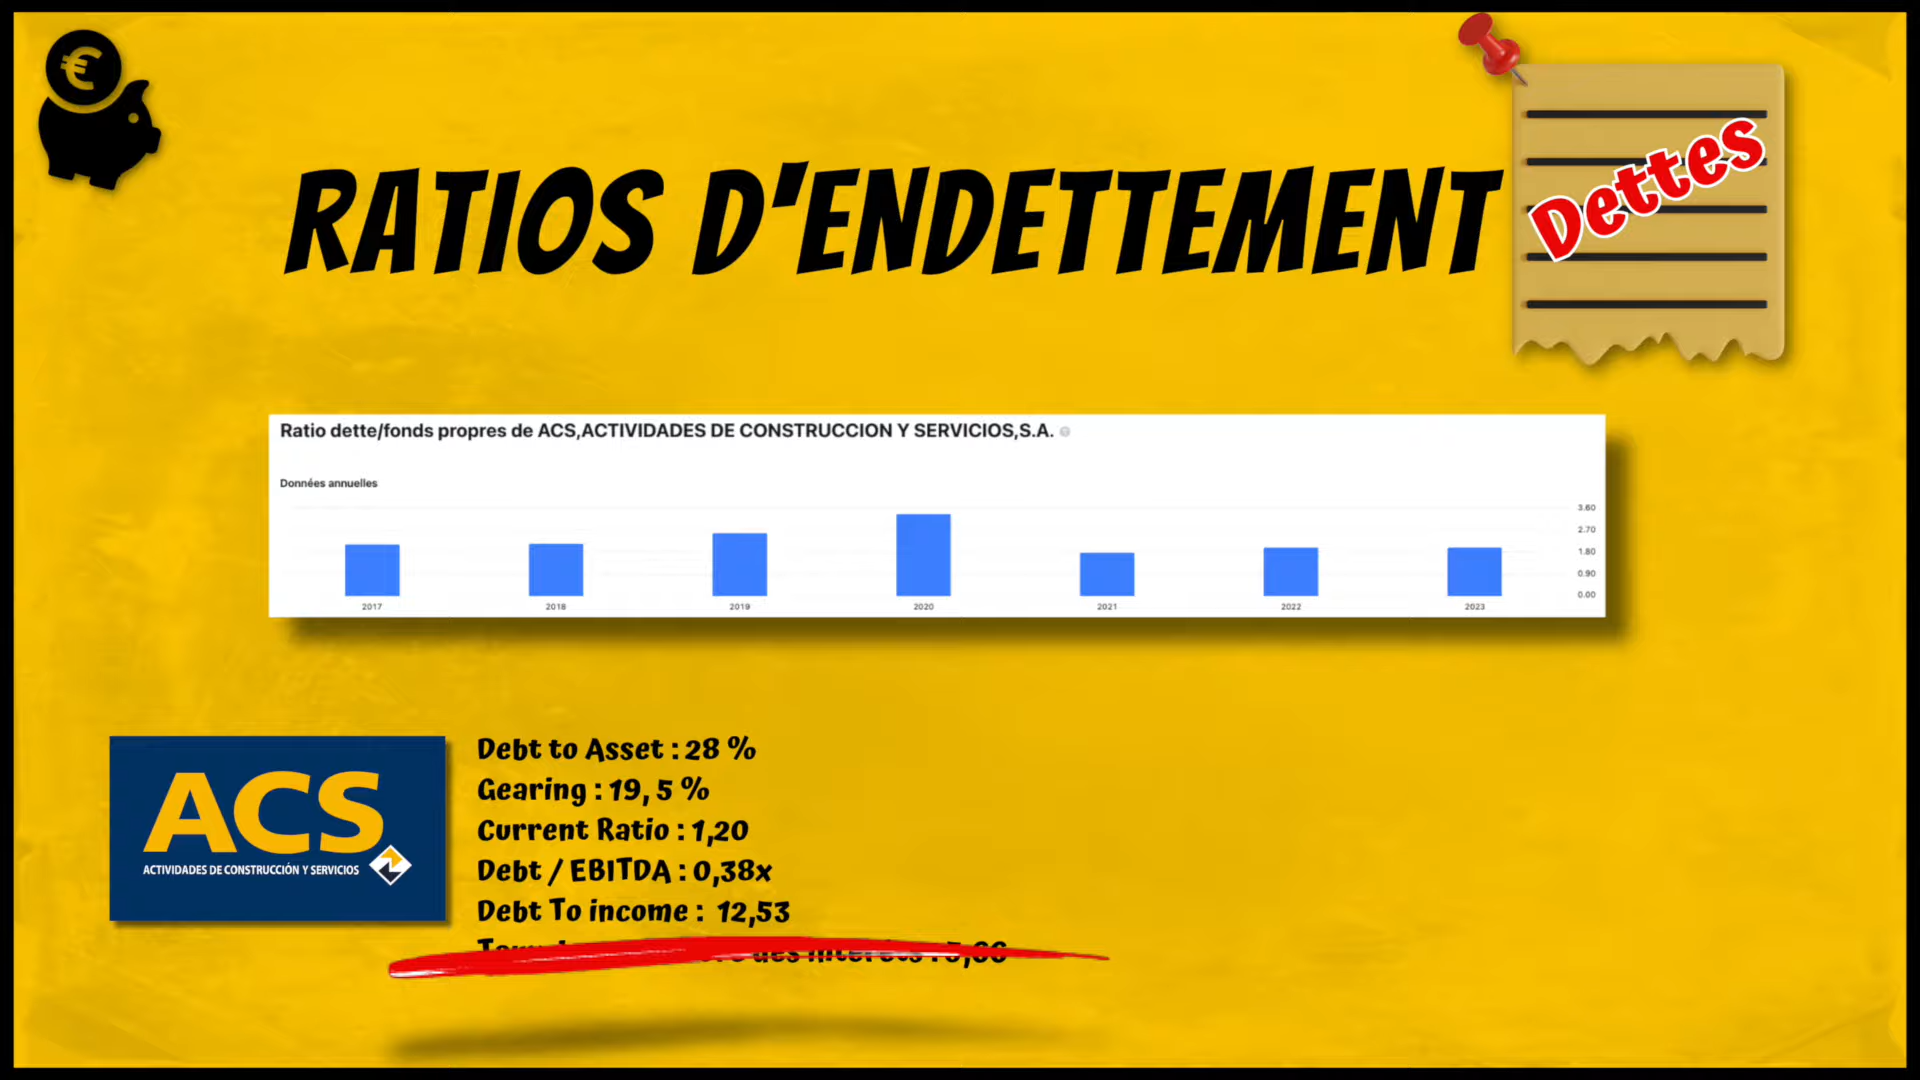 €
RATIOS D'ENDETTEMENT
Dettes
Ratio dette/fonds propres de ACS,ACTIVIDADES DE CONSTRUCCION Y SERVICIOS,S.A.
Données annuelles
3.60
2.70
1.80
0.90
0.00
2017 2018 2019 2020 2021 2022 2023
ACS
ACTIVIDADES DE CONSTRUCCIÓN Y SERVICIOS
Debt to Asset : 28 %
Gearing : 19, 5 %
Current Ratio : 1,20
Debt / EBITDA : 0,38x
Debt To income : 12,53
des intérêts :